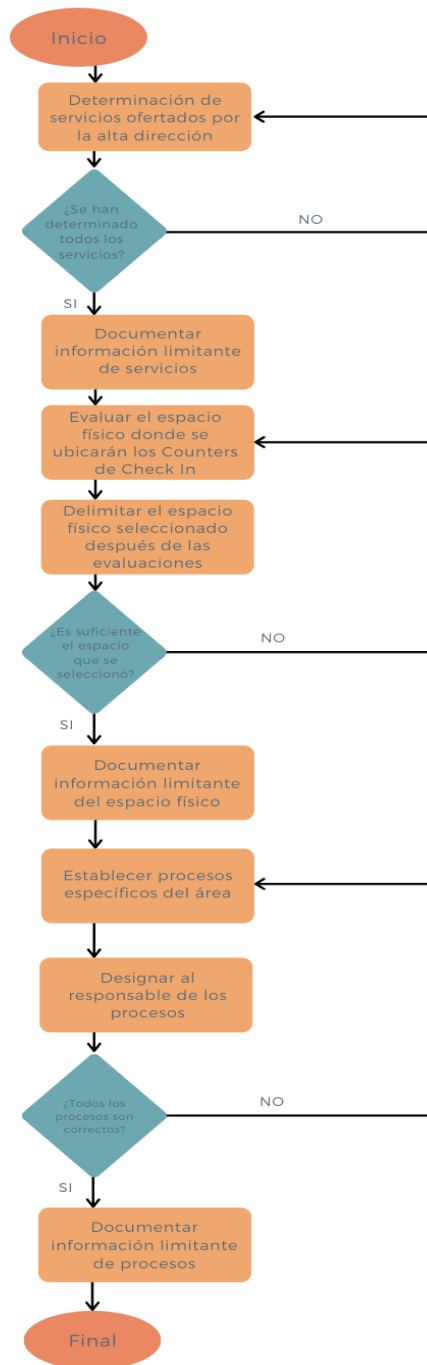 Inicio
Determinación de
servicios ofertados por
la alta dirección
¿Se han
determinado
todos los
servicios?
NO
SI
Documentar
información limitante
de servicios
Evaluar el espacio
físico donde se
ubicarán los Counters
de Check In
Delimitar el espacio
físico seleccionado
después de las
evaluaciones
¿Es suficiente
el espacio
que se
seleccionó?
NO
SI
Documentar
información limitante
del espacio físico
Establecer procesos
específicos del área
Designar al
responsable de los
procesos
¿Todos los
procesos son
correctos?
NO
SI
Documentar
información limitante
de procesos
Final